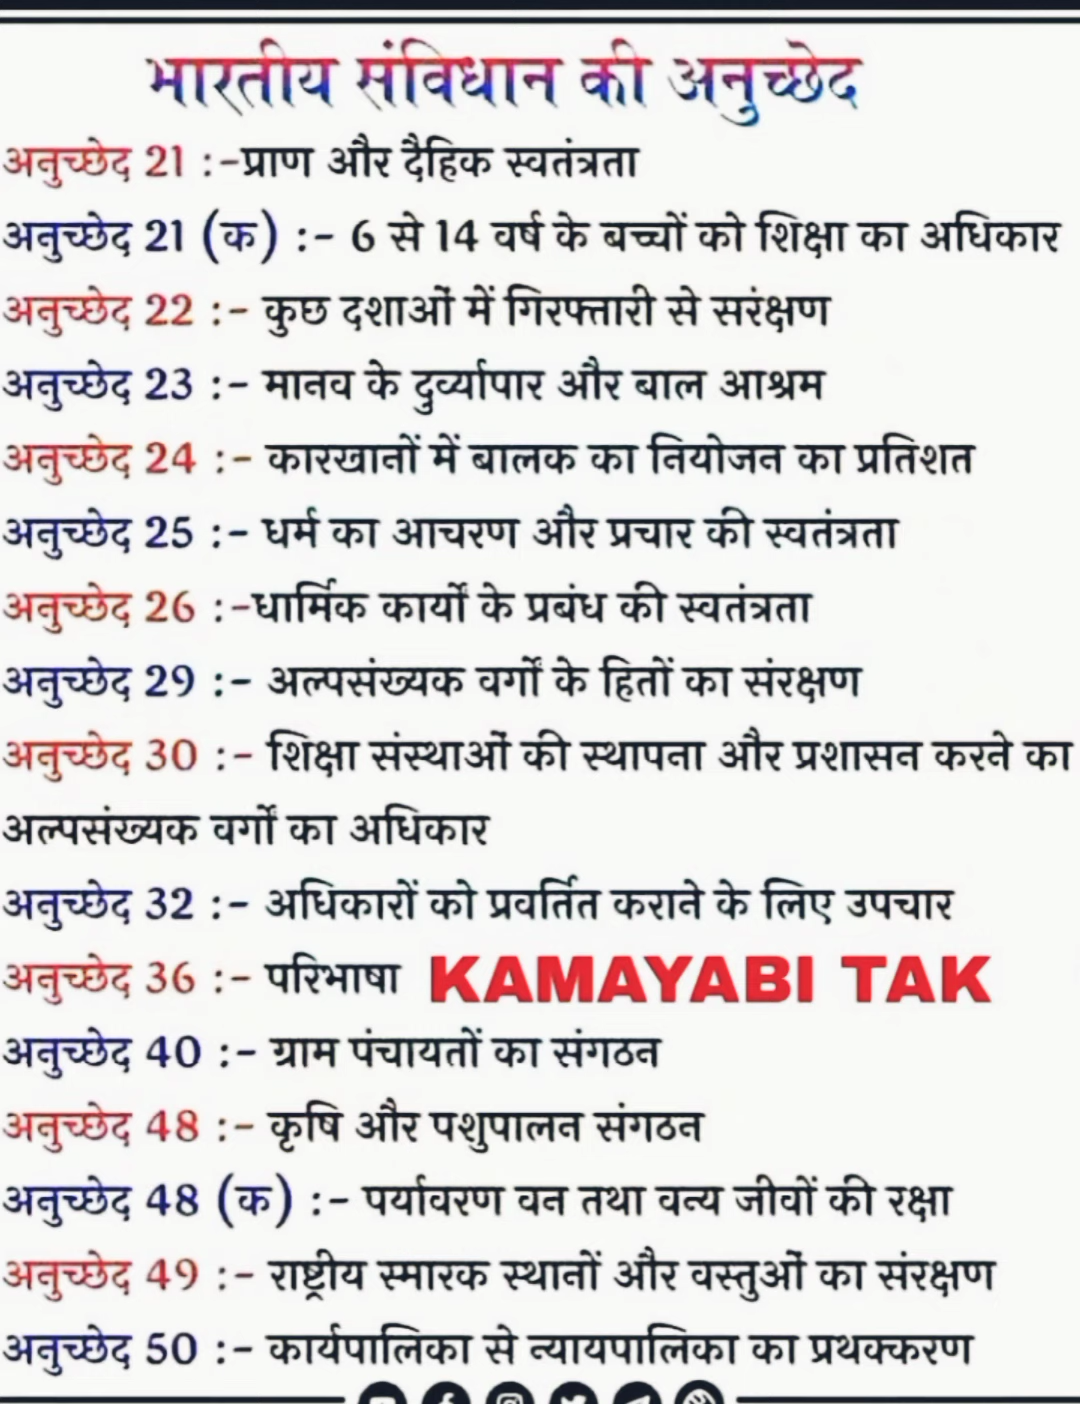 भारतीय संविधान की अनुच्छेद
अनुच्छेद 21 :-प्राण और दैहिक स्वतंत्रता
अनुच्छेद 21 (क) :- 6 से 14 वर्ष के बच्चों को शिक्षा का अधिकार
अनुच्छेद 22 :- कुछ दशाओं में गिरफ्तारी से सरंक्षण
अनुच्छेद 23 :- मानव के दुर्व्यापार और बाल आश्रम
अनुच्छेद 24 :- कारखानों में बालक का नियोजन का प्रतिशत
अनुच्छेद 25 :- धर्म का आचरण और प्रचार की स्वतंत्रता
अनुच्छेद 26 :-धार्मिक कार्यों के प्रबंध की स्वतंत्रता
अनुच्छेद 29 :- अल्पसंख्यक वर्गों के हितों का संरक्षण
अनुच्छेद 30 :- शिक्षा संस्थाओं की स्थापना और प्रशासन करने का
अल्पसंख्यक वर्गों का अधिकार
अनुच्छेद 32 :- अधिकारों को प्रवर्तित कराने के लिए उपचार
अनुच्छेद 36 :- परिभाषा KAMAYABI TAK
अनुच्छेद 40 :- ग्राम पंचायतों का संगठन
अनुच्छेद 48 :- कृषि और पशुपालन संगठन
अनुच्छेद 48 (क) :- पर्यावरण वन तथा वन्य जीवों की रक्षा
अनुच्छेद 49 :- राष्ट्रीय स्मारक स्थानों और वस्तुओं का संरक्षण
अनुच्छेद 50 :- कार्यपालिका से न्यायपालिका का प्रथक्करण